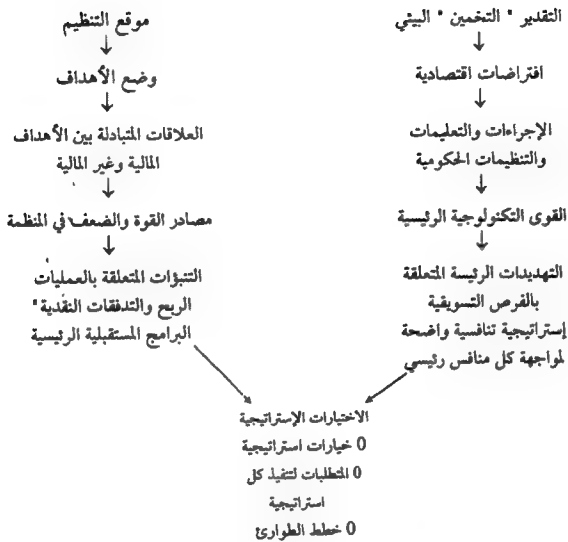 التقدير " التخمين " البيئي
افتراضات اقتصادية
الإجراءات والتعليمات
والتنظيمات الحكومية
القوى التكنولوجية الرئيسية
التهديدات الرئيسة المتعلقة
بالفرص التسويقية
إستراتيجية تنافسية واضحة
لمواجهة كل منافس رئيسي
موقع التنظيم
وضع الأهداف
العلاقات المتبادلة بين الأهداف
المالية وغير المالية
مصادر القوة والضعف في المنظمة
التنبؤات المتعلقة بالعمليات
الربح والتدفقات النقدية "
البرامج المستقبلية الرئيسية
الاختيارات الإستراتيجية
0 خيارات استراتيجية
0 المتطلبات لتنفيذ كل
استراتيجية
0 خطط الطوارئ